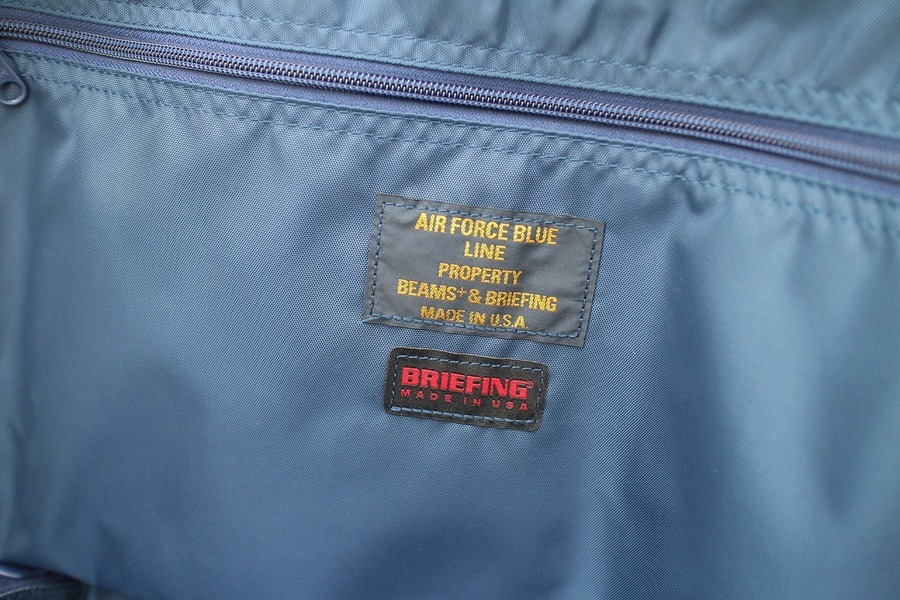 AIR FORCE BLUE
LINE
PROPERTY
BEAMS+ & BRIEFING
MADE IN U.S.A.
BRIEFING®
MADE IN USA